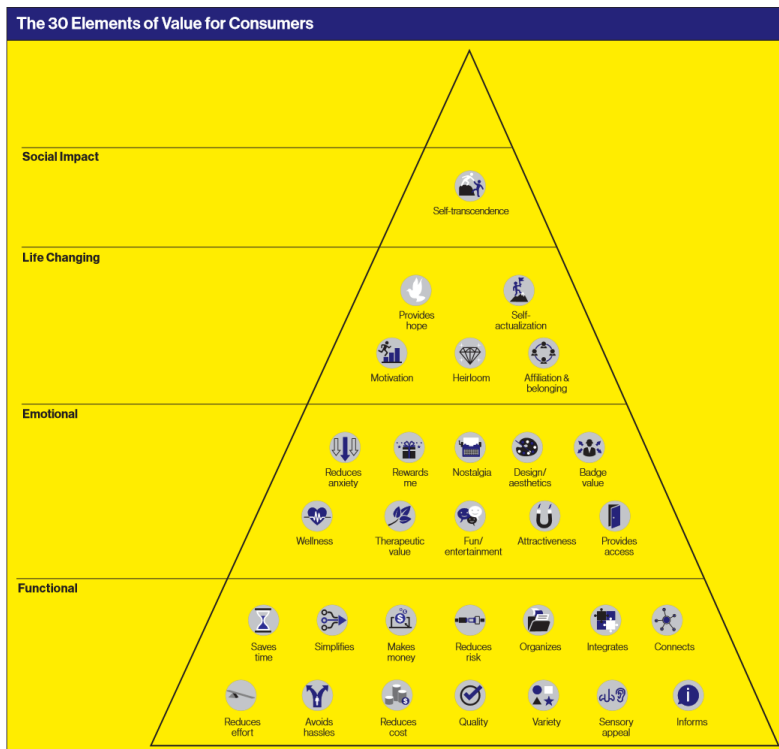 The 30 Elements of Value for Consumers
Social Impact
Self-transcendence
Life Changing
Provides
hope
Self-
actualization
Motivation
Heirloom
Affiliation &
belonging
Emotional
Reduces
anxiety
Rewards
me
Nostalgia
Design/
aesthetics
Badge
value
Wellness
Therapeutic
value
Fun/
entertainment
Attractiveness
Provides
access
Functional
Saves
time
Simplifies
Makes
money
Reduces
risk
Organizes
Integrates
Connects
Reduces
effort
Avoids
hassles
Reduces
cost
Quality
Variety
Sensory
appeal
Informs